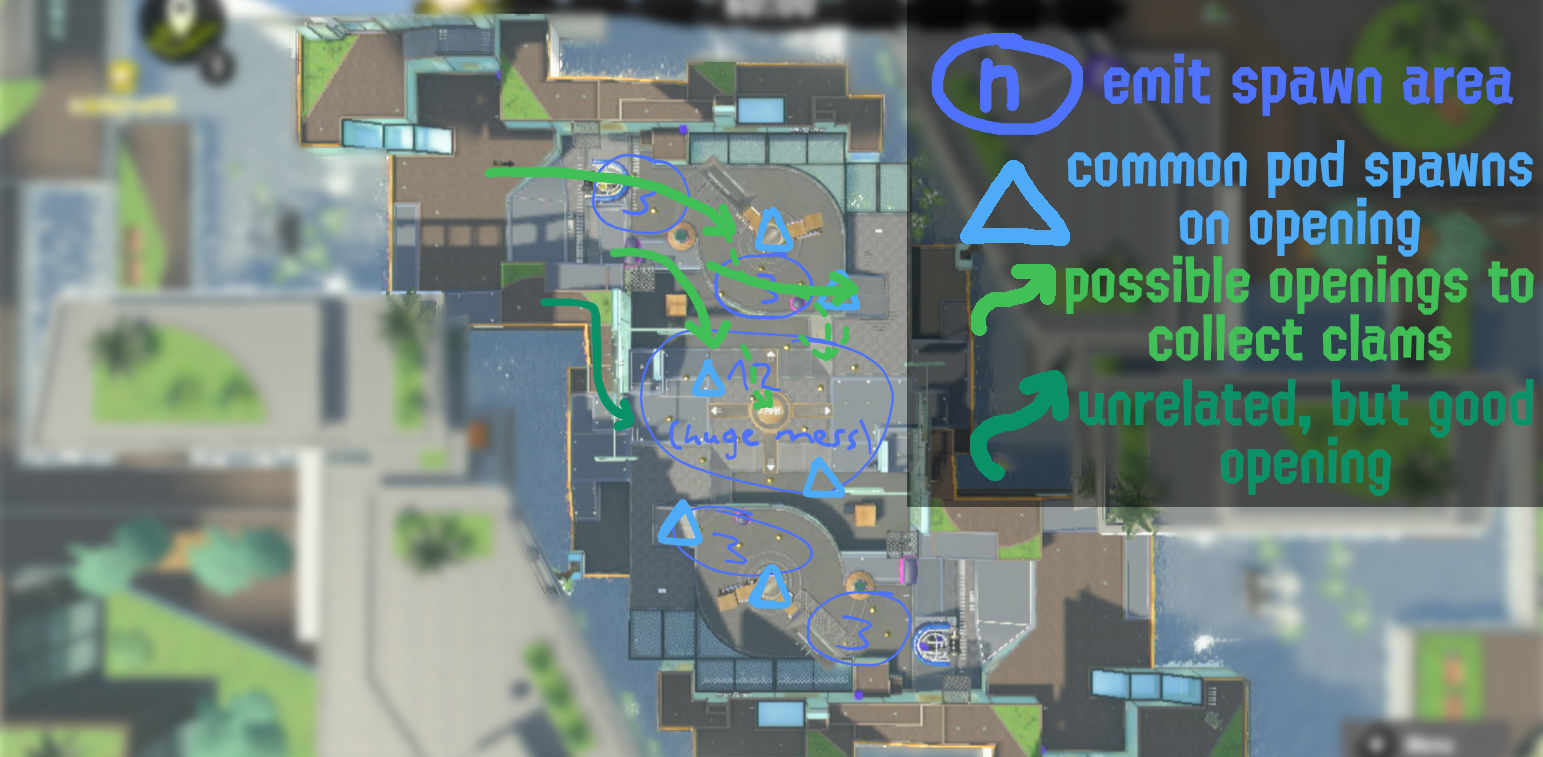 n emit spawn area
common pod spawns
on opening
possible openings to
collect clams
unrelated, but good
opening
3
3
12
(huge mess)
3
3